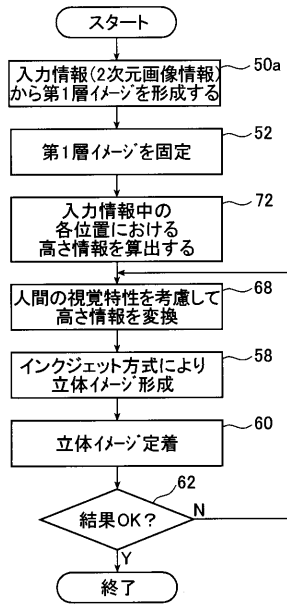 スタート
入力情報(2次元画像情報)
から第1層イメージを形成する
50a
第1層イメージを固定
52
入力情報中の
各位置における
高さ情報を算出する
72
人間の視覚特性を考慮して
高さ情報を変換
68
インクジェット方式により
立体イメージ形成
58
立体イメージ定着
60
結果OK?
62
N
Y
終了